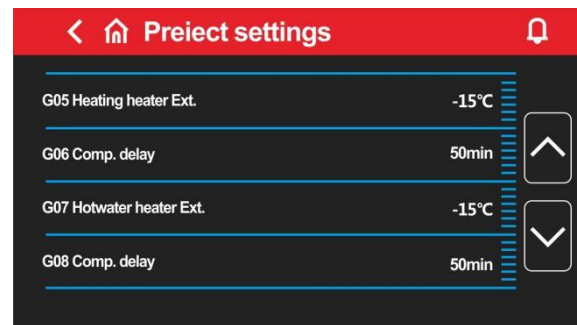 Preiect settings
G05 Heating heater Ext. -15℃
G06 Comp. delay 50min
G07 Hotwater heater Ext. -15℃
G08 Comp. delay 50min